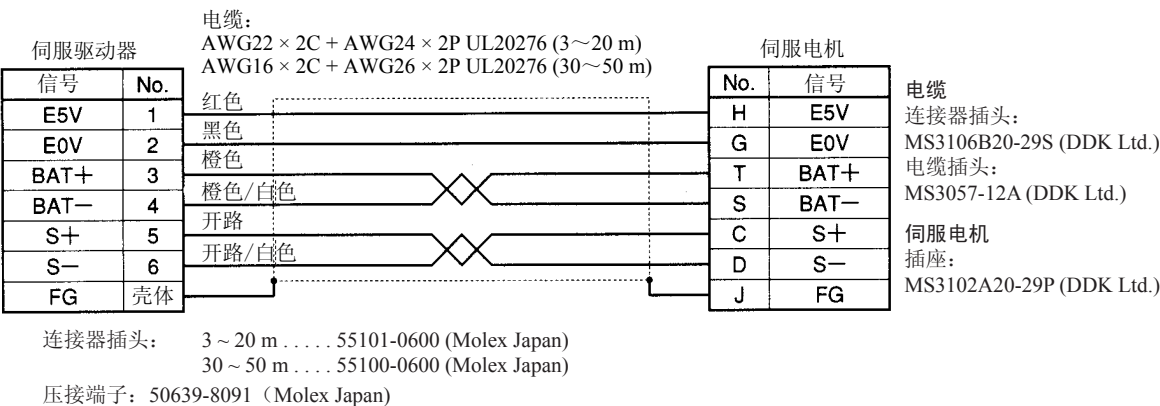 电缆：
AWG22 × 2C + AWG24 × 2P UL20276 (3～20 m)
AWG16 × 2C + AWG26 × 2P UL20276 (30～50 m)
伺服驱动器
信号 No.
E5V 1
E0V 2
BAT+ 3
BAT− 4
S+ 5
S− 6
FG 壳体
红色
黑色
橙色
橙色/白色
开路
开路/白色
伺服电机
No. 信号
H E5V
G E0V
T BAT+
S BAT−
C S+
D S−
J FG
电缆
连接器插头：
MS3106B20-29S (DDK Ltd.)
电缆插头：
MS3057-12A (DDK Ltd.)
伺服电机
插座：
MS3102A20-29P (DDK Ltd.)
连接器插头： 3 ~ 20 m . . . . . 55101-0600 (Molex Japan)
30 ~ 50 m . . . . 55100-0600 (Molex Japan)
压接端子：50639-8091（Molex Japan)